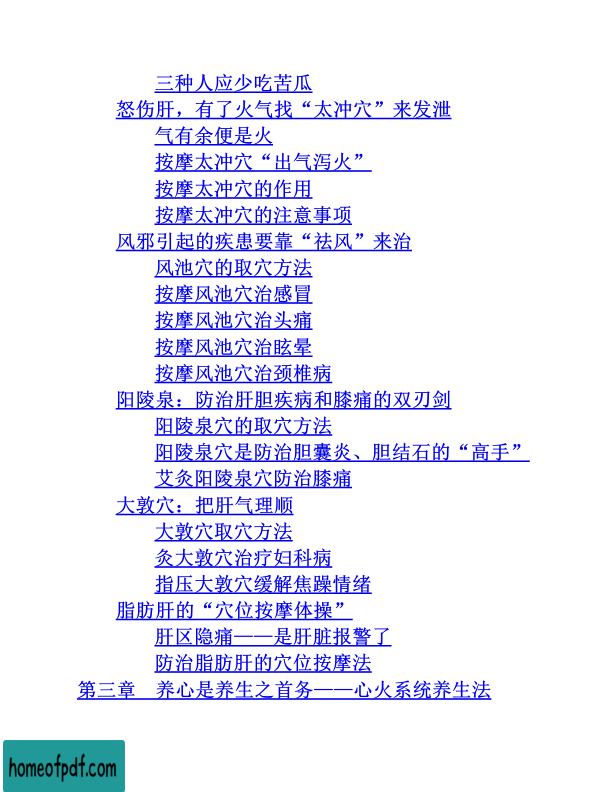 三种人应少吃苦瓜
怒伤肝，有了火气找“太冲穴”来发泄
气有余便是火
按摩太冲穴“出气泻火”
按摩太冲穴的作用
按摩太冲穴的注意事项
风邪引起的疾患要靠“祛风”来治
风池穴的取穴方法
按摩风池穴治感冒
按摩风池穴治头痛
按摩风池穴治眩晕
按摩风池穴治颈椎病
阳陵泉：防治肝胆疾病和膝痛的双刃剑
阳陵泉穴的取穴方法
阳陵泉穴是防治胆囊炎、胆结石的“高手”
艾灸阳陵泉穴防治膝痛
大敦穴：把肝气理顺
大敦穴取穴方法
灸大敦穴治疗妇科病
指压大敦穴缓解焦躁情绪
脂肪肝的“穴位按摩体操”
肝区隐痛——是肝脏报警了
防治脂肪肝的穴位按摩法
第三章　养心是养生之首务——心火系统养生法
homeofpdf.com